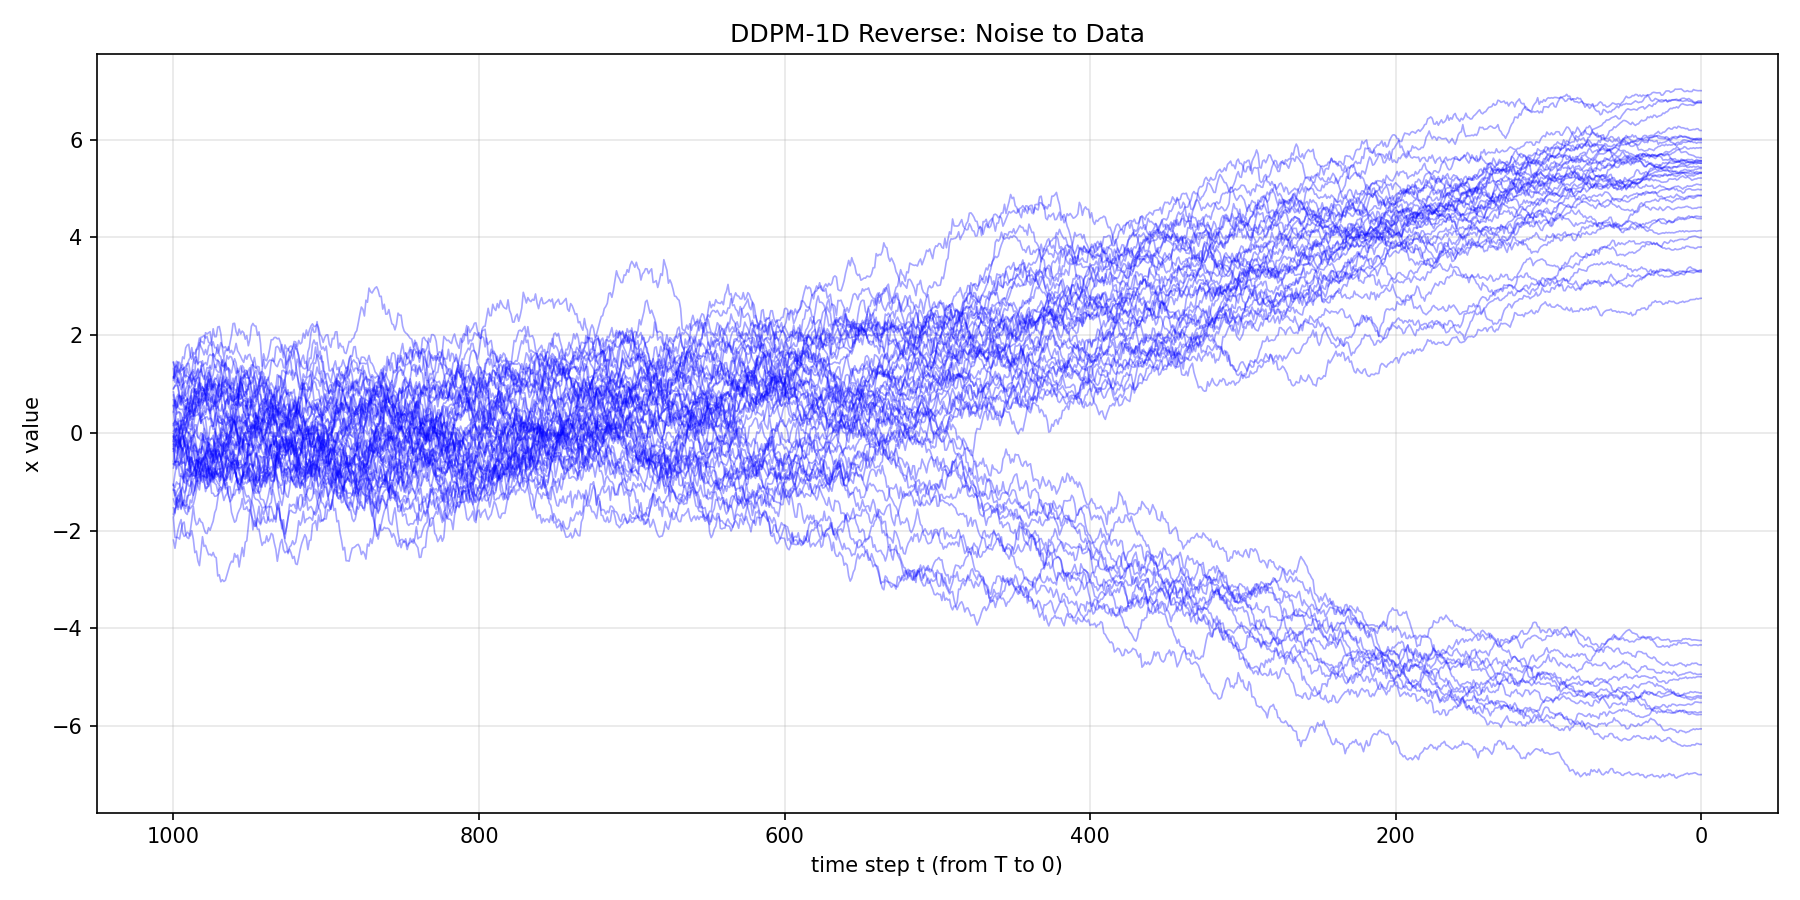 DDPM-1D Reverse: Noise to Data
6
4
2
0
−2
−4
−6
x value
1000 800 600 400 200 0
time step t (from T to 0)